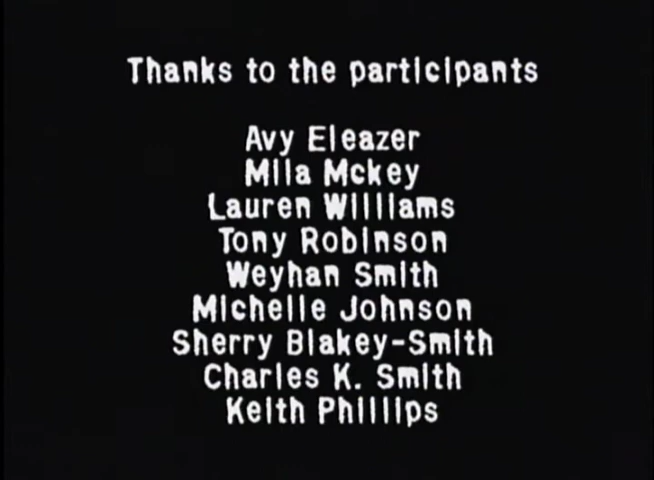 Thanks to the participants
Avy Eleazer
Mila Mckey
Lauren Williams
Tony Robinson
Weyhan Smith
Michelle Johnson
Sherry Blakey-Smith
Charles K. Smith
Keith Phillips